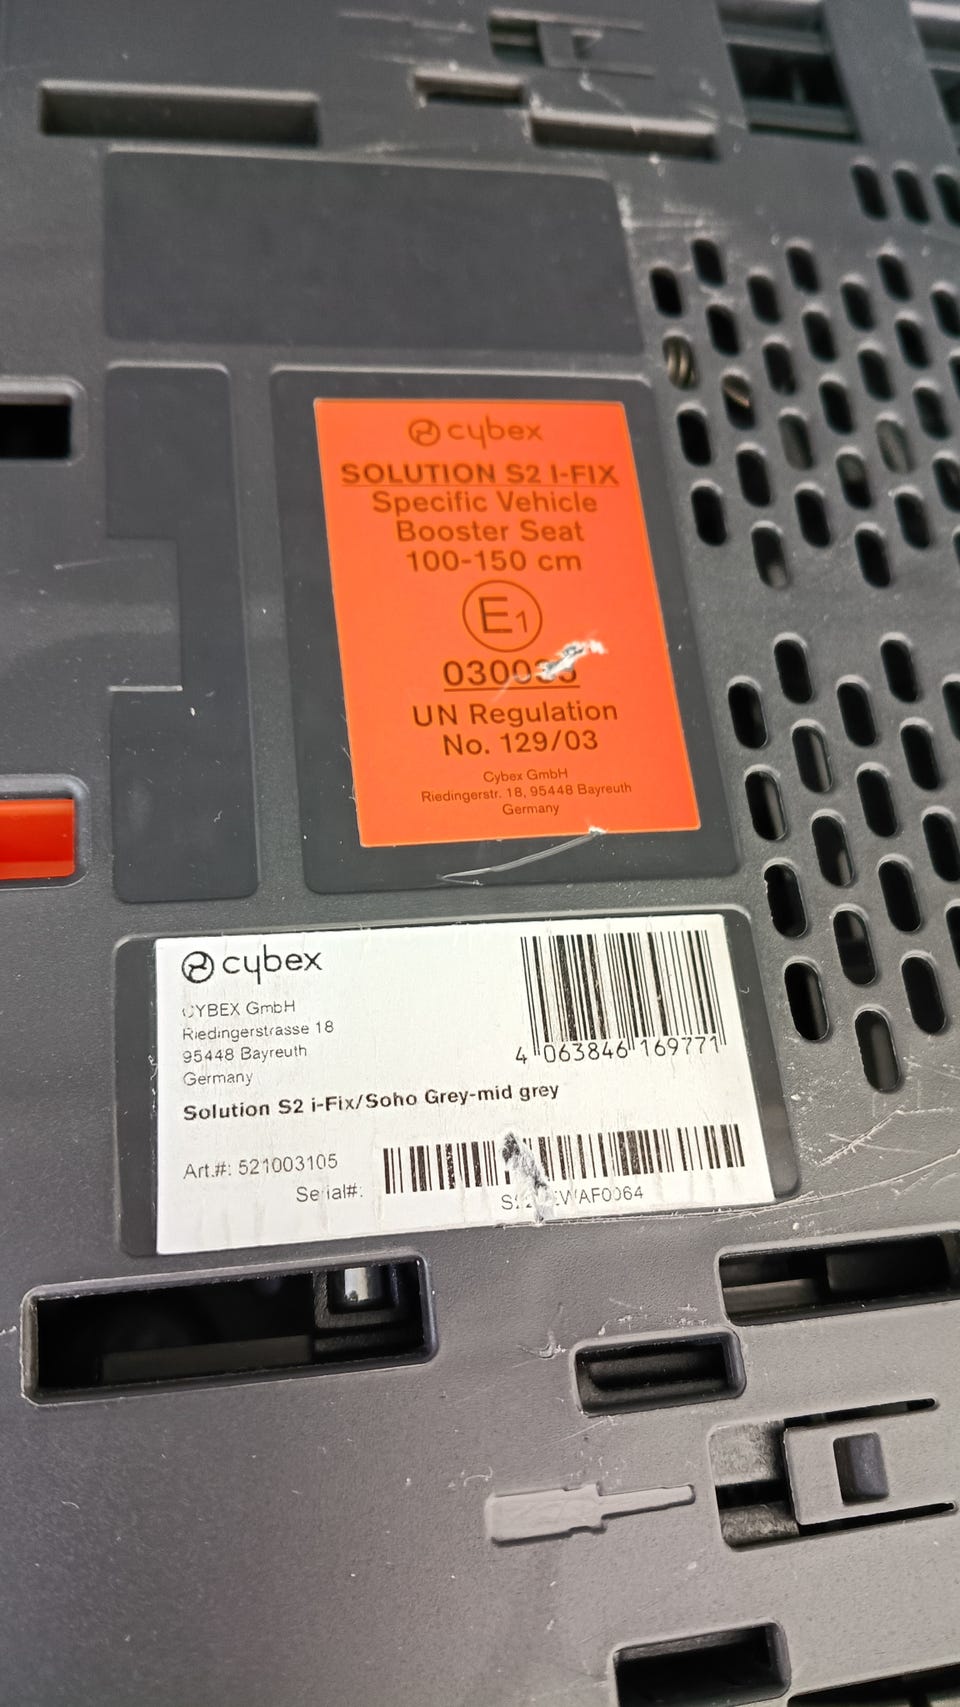 cybex
SOLUTION S2 I-FIX
Specific Vehicle
Booster Seat
100-150 cm
E1
UN Regulation
No. 129/03
Cybex GmbH
Riedingerstr. 18, 95448 Bayreuth
Germany
cybex
CYBEX GmbH
Riedingerstrasse 18
95448 Bayreuth
Germany
4 063846 169771
Solution S2 i-Fix/Soho Grey-mid grey
Art.#: 521003105
Serial#: